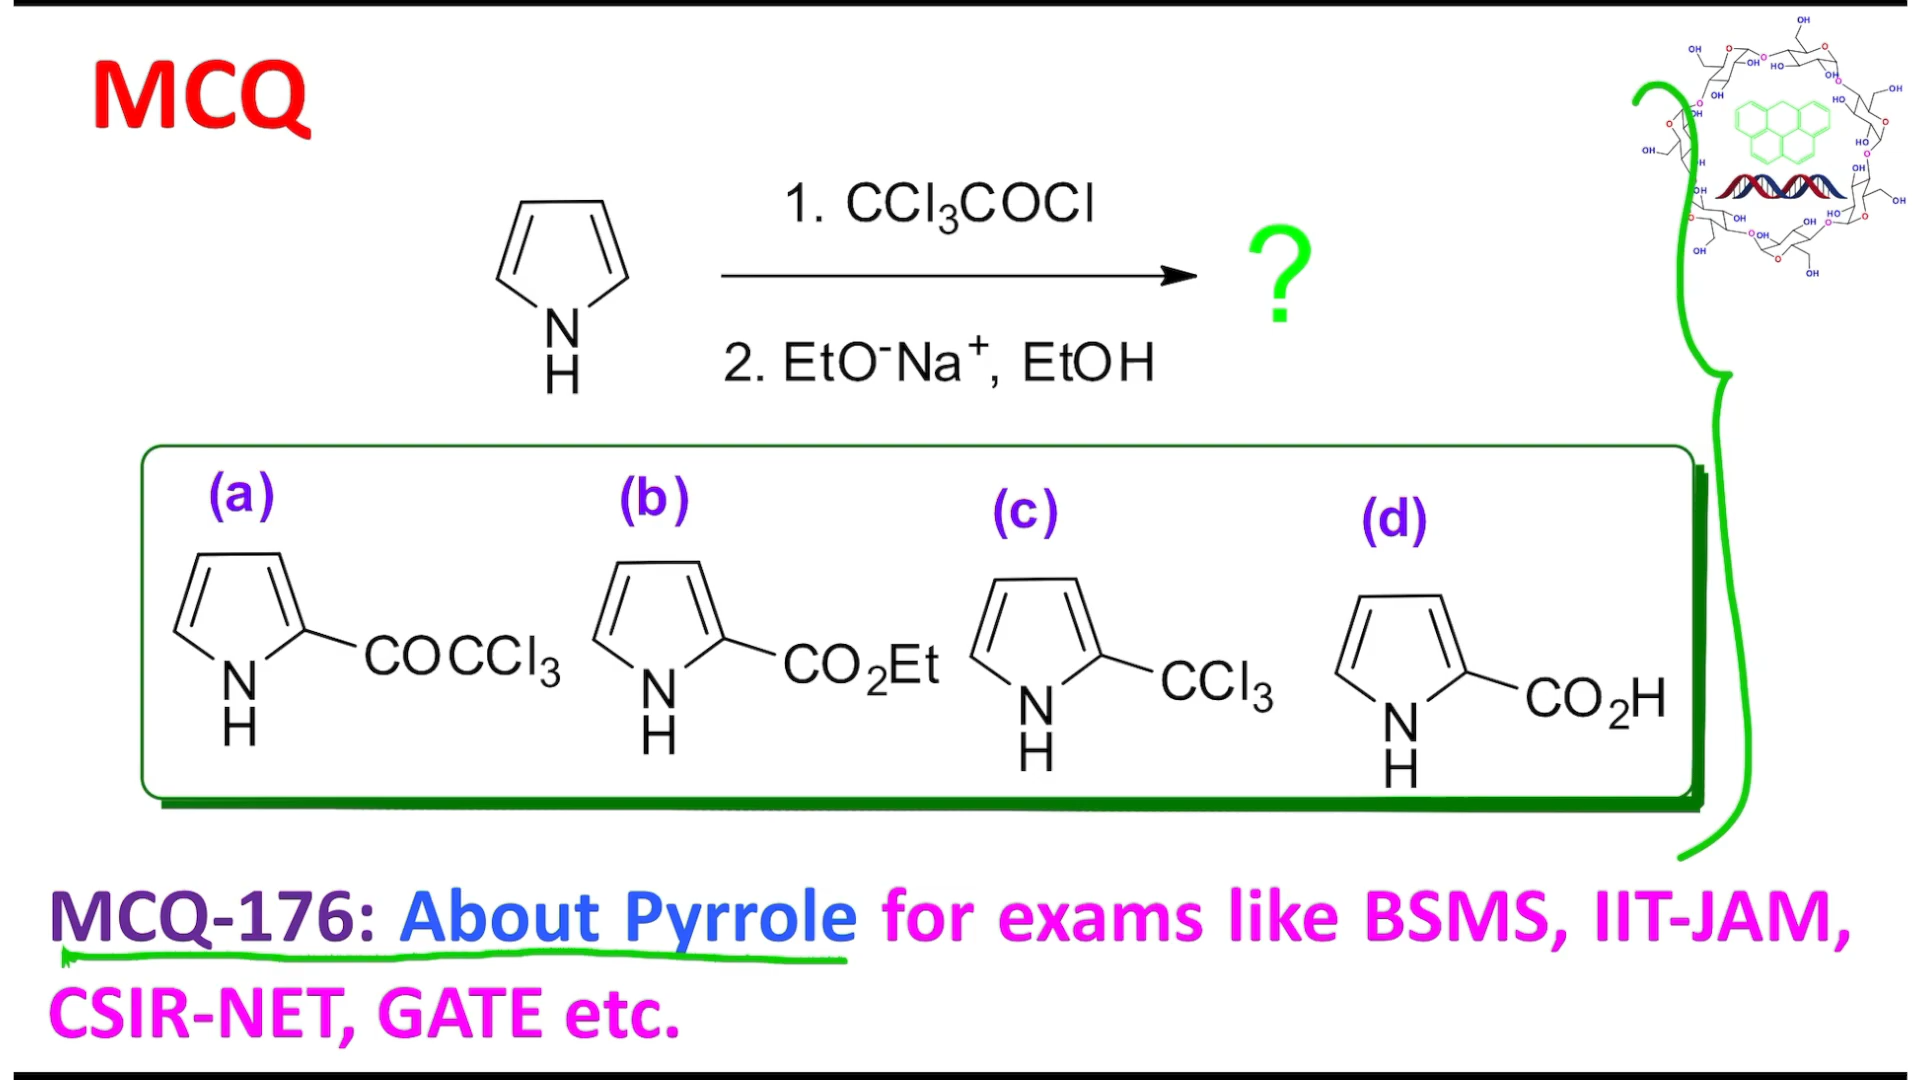 MCQ
1. CCl₃COCl
?
2. EtO⁻Na⁺, EtOH
N
H
(a) (b) (c) (d)
COCCl₃ CO₂Et CCl₃ CO₂H
N N N N
H H H H
MCQ-176: About Pyrrole for exams like BSMS, IIT-JAM,
CSIR-NET, GATE etc.